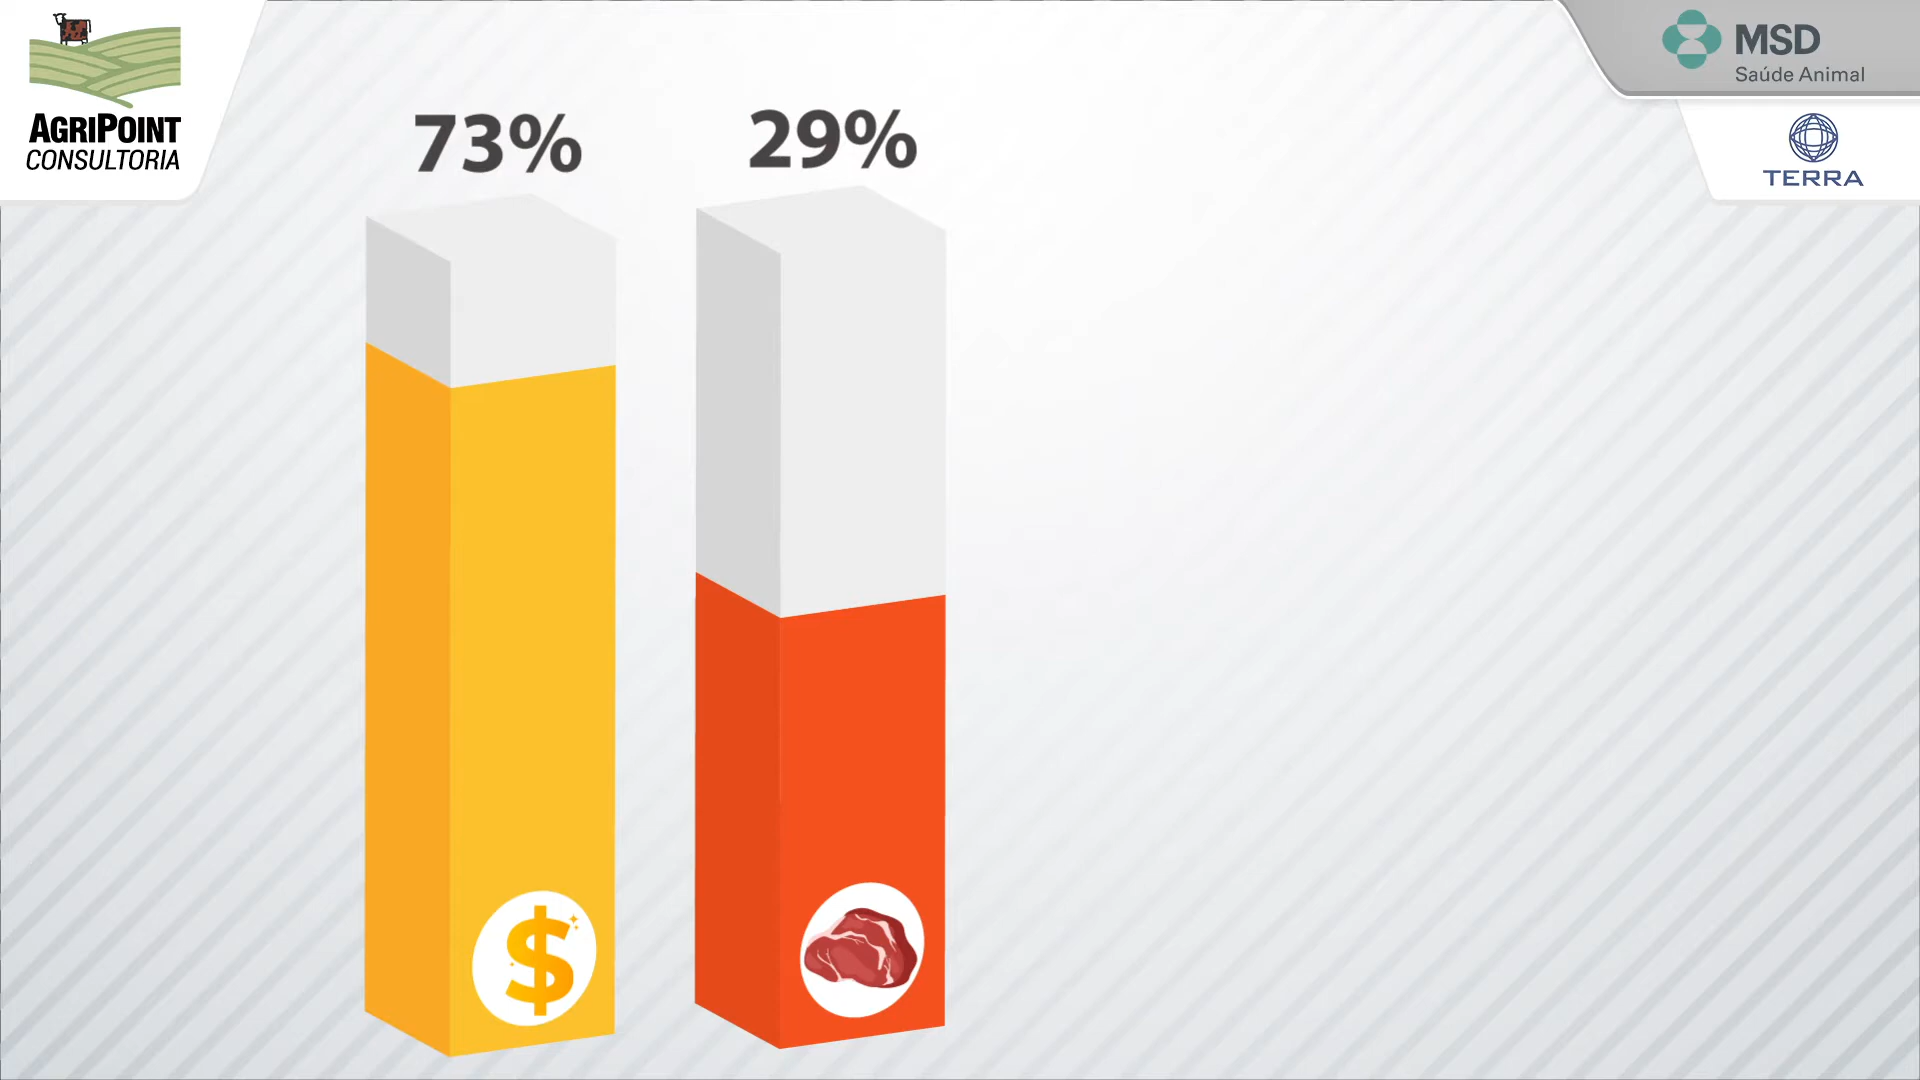 AGRIPOINT
CONSULTORIA
MSD
Saúde Animal
TERRA
73%
29%
$